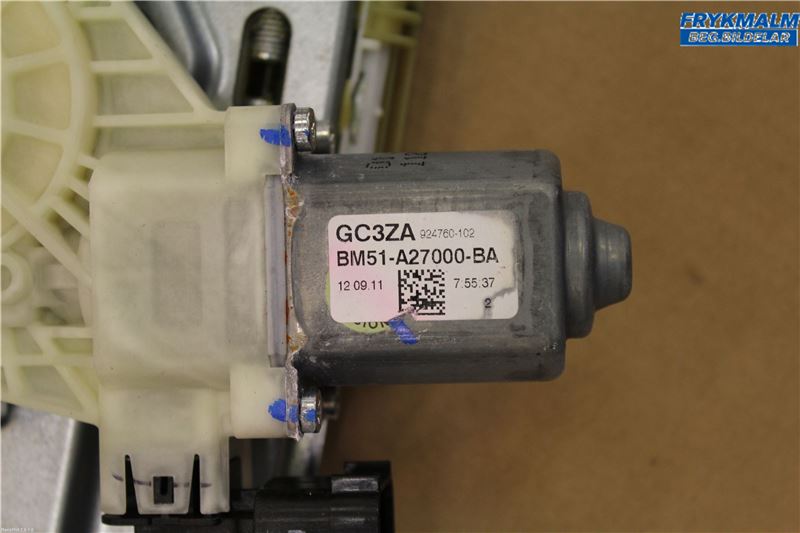 FRYKMALM
BEG.BILDELAR
GC3ZA 924760-102
BM51-A27000-BA
12 09.11 7:55:37
2